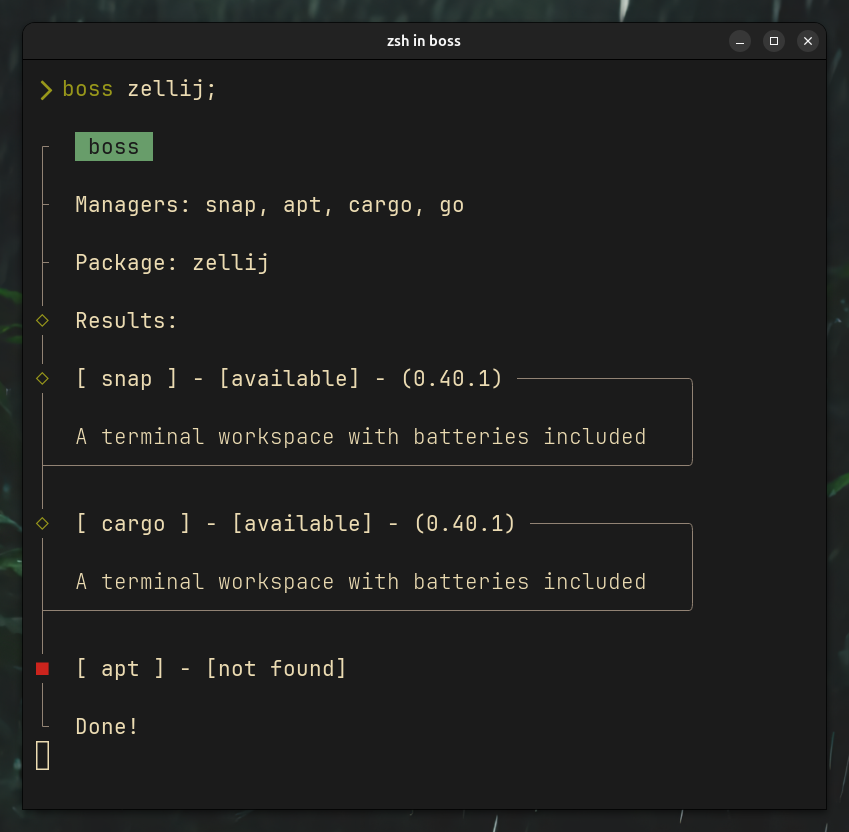 zsh in boss
❯ boss zellij;
boss
Managers: snap, apt, cargo, go
Package: zellij
Results:
[ snap ] - [available] - (0.40.1)
A terminal workspace with batteries included
[ cargo ] - [available] - (0.40.1)
A terminal workspace with batteries included
[ apt ] - [not found]
Done!